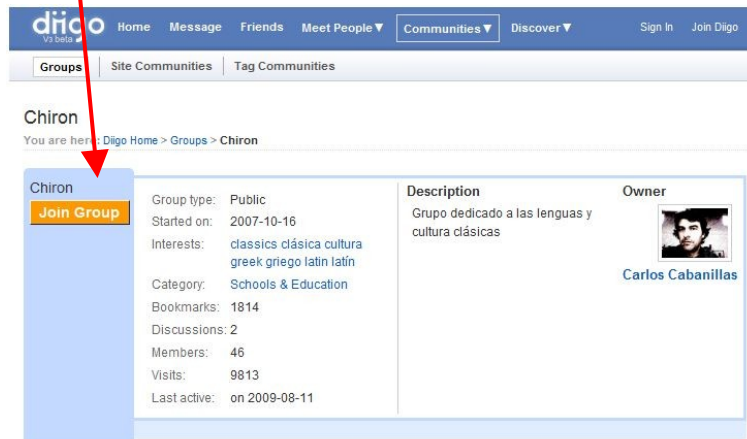 diigo Home Message Friends Meet People▼ Communities▼ Discover▼ Sign In Join Diigo
V3 beta
Groups Site Communities Tag Communities
Chiron
You are here: Diigo Home > Groups > Chiron
Chiron
Join Group
Group type: Public
Started on: 2007-10-16
Interests: classics clásica cultura
greek griego latin latín
Category: Schools & Education
Bookmarks: 1814
Discussions: 2
Members: 46
Visits: 9813
Last active: on 2009-08-11
Description
Grupo dedicado a las lenguas y
cultura clásicas
Owner
Carlos Cabanillas